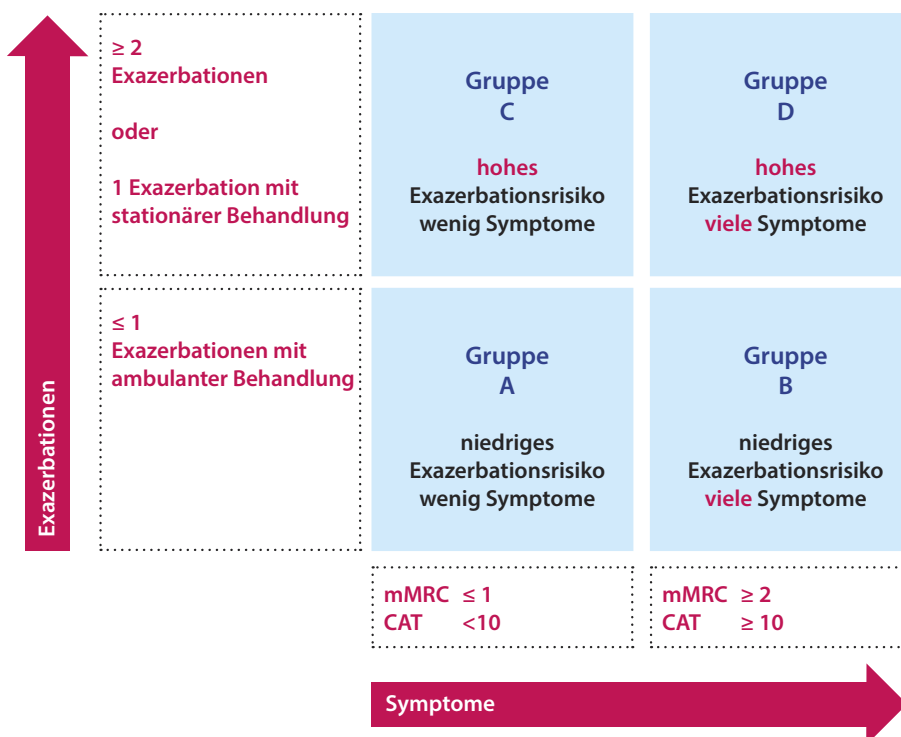 ≥ 2
Exazerbationen
oder
1 Exazerbation mit
stationärer Behandlung
Gruppe
C
hohes
Exazerbationsrisiko
wenig Symptome
Gruppe
D
hohes
Exazerbationsrisiko
viele Symptome
≤ 1
Exazerbationen mit
ambulanter Behandlung
Gruppe
A
niedriges
Exazerbationsrisiko
wenig Symptome
Gruppe
B
niedriges
Exazerbationsrisiko
viele Symptome
Exazerbationen
mMRC ≤ 1
CAT <10
mMRC ≥ 2
CAT ≥ 10
Symptome